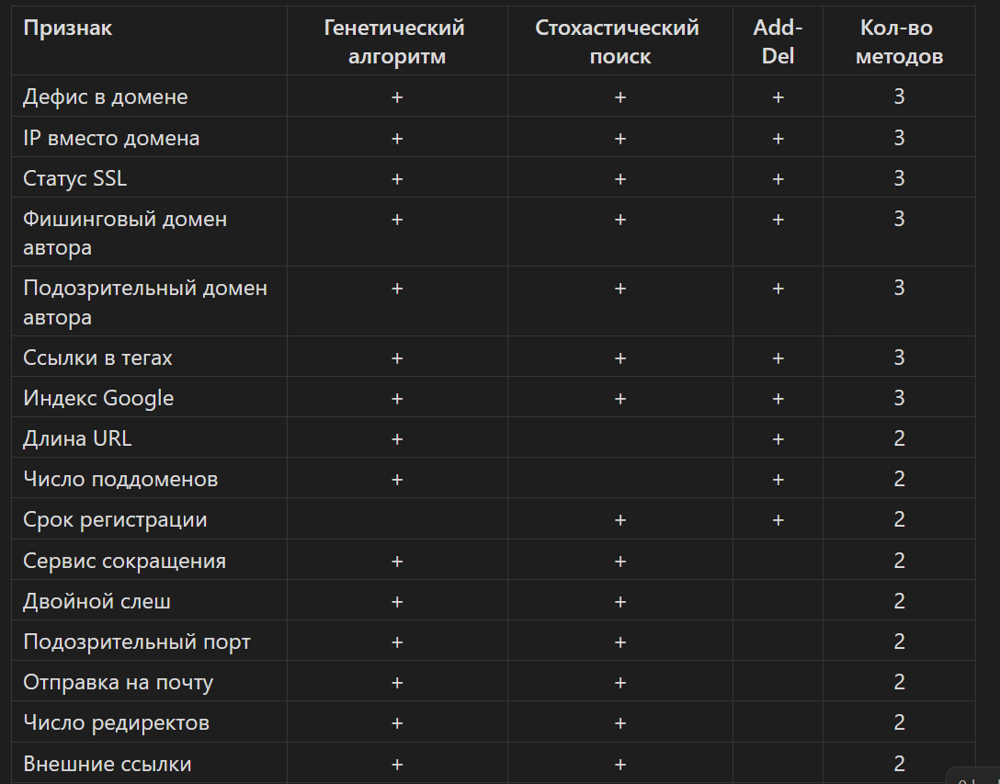 Признак Генетический Стохастический Add- Кол-во
алгоритм поиск Del методов
Дефис в домене + + + 3
IP вместо домена + + + 3
Статус SSL + + + 3
Фишинговый домен + + + 3
автора
Подозрительный домен + + + 3
автора
Ссылки в тегах + + + 3
Индекс Google + + + 3
Длина URL + + 2
Число поддоменов + + 2
Срок регистрации + + 2
Сервис сокращения + + 2
Двойной слеш + + 2
Подозрительный порт + + 2
Отправка на почту + + 2
Число редиректов + + 2
Внешние ссылки + + 2